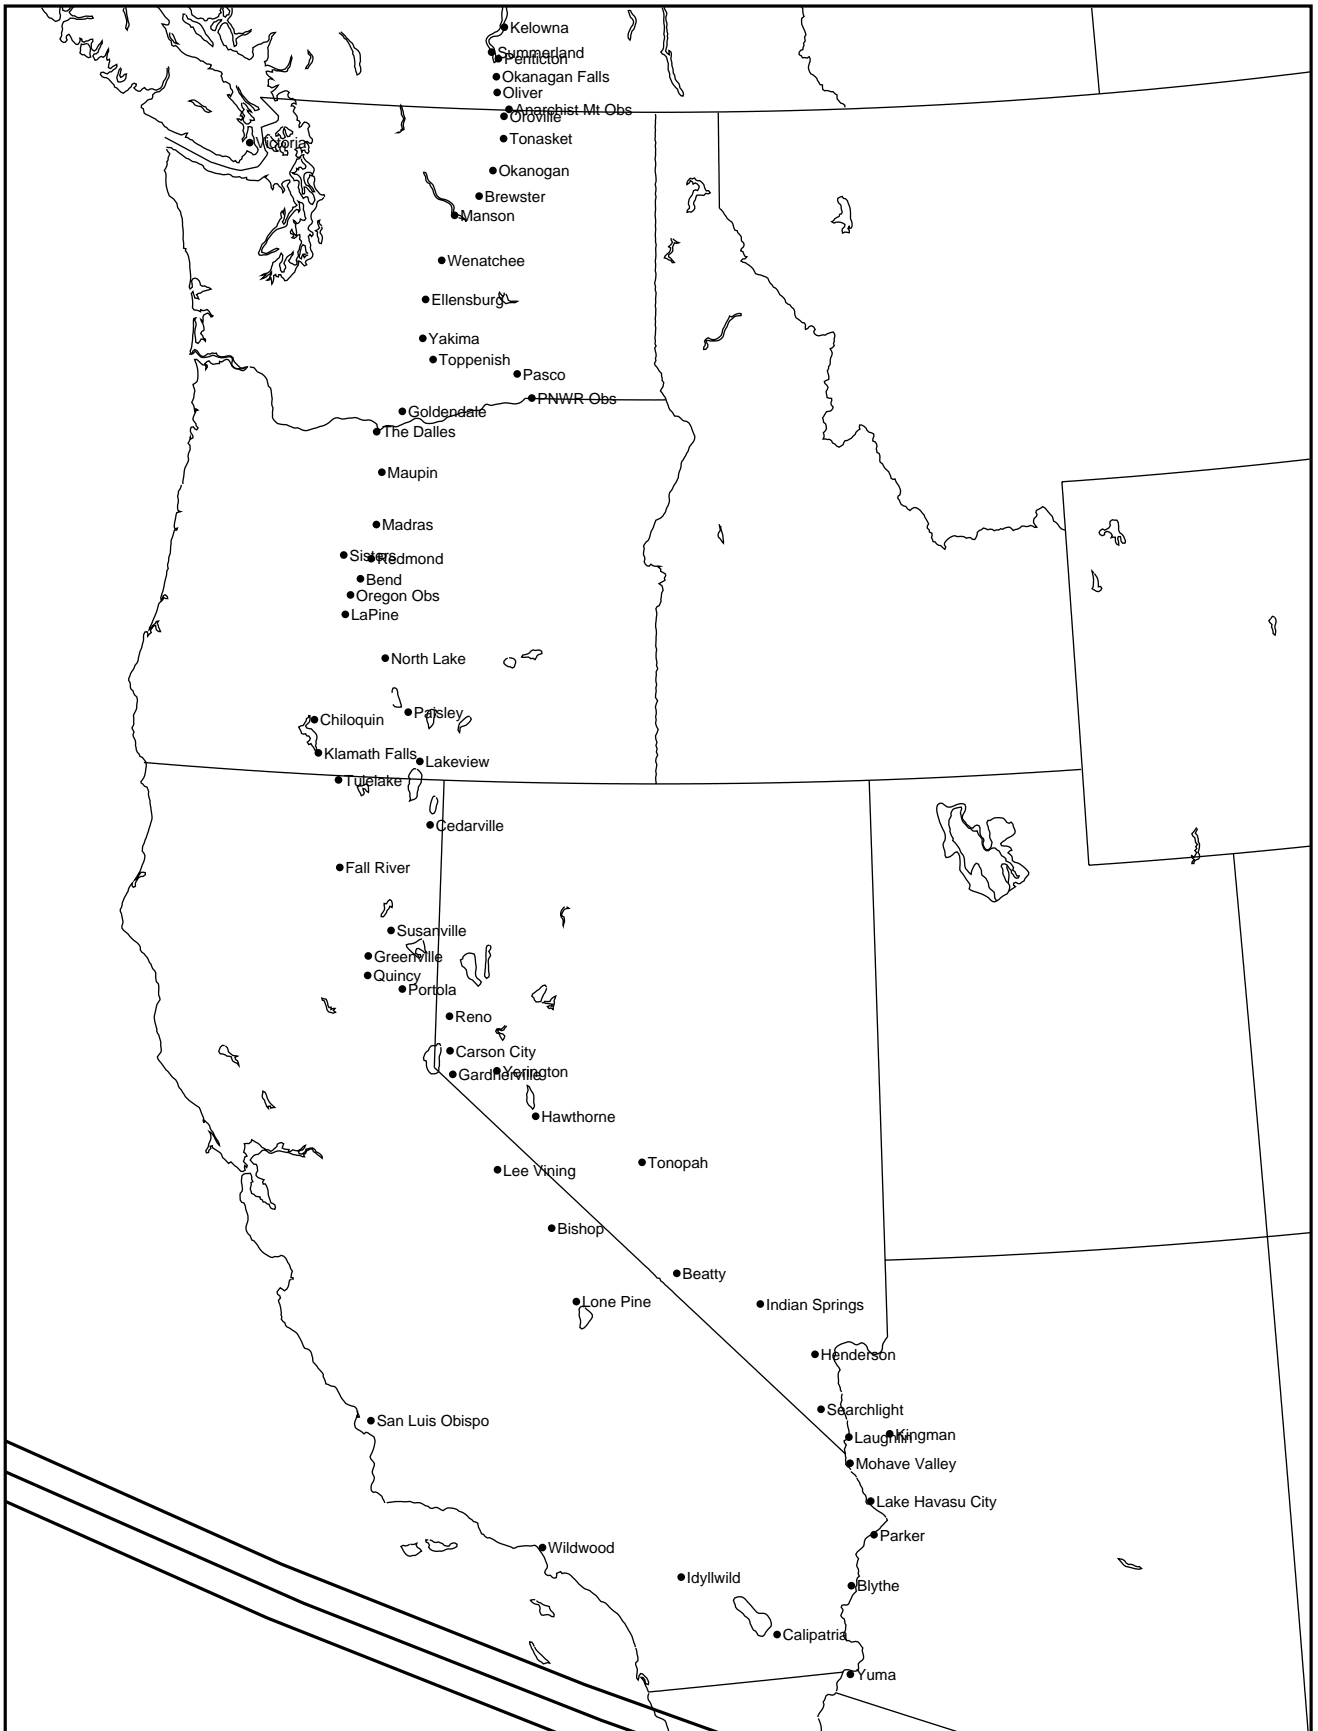 Kelowna
Summerland
Penticton
Okanagan Falls
Oliver
Anarchist Mt Obs
Oroville
Tonasket
Victoria
Okanogan
Brewster
Manson
Wenatchee
Ellensburg
Yakima
Toppenish
Pasco
PNWR Obs
Goldendale
The Dalles
Maupin
Madras
Sisters
Redmond
Bend
Oregon Obs
LaPine
North Lake
Paisley
Chiloquin
Klamath Falls
Lakeview
Tulelake
Cedarville
Fall River
Susanville
Greenville
Quincy
Portola
Reno
Carson City
Yerington
Gardnerville
Hawthorne
Tonopah
Lee Vining
Bishop
Beatty
Lone Pine
Indian Springs
Henderson
Searchlight
San Luis Obispo
Kingman
Laughlin
Mohave Valley
Lake Havasu City
Parker
Wildwood
Idyllwild
Blythe
Calipatria
Yuma